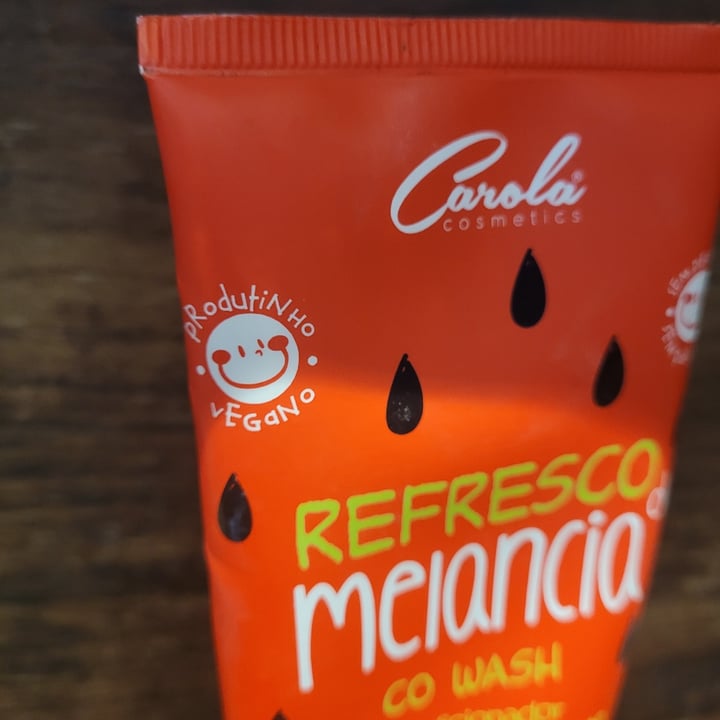 Carola®
cosmetics
PRODUTINHO
VEGANO
REFRESCO
melancia
CO WASH